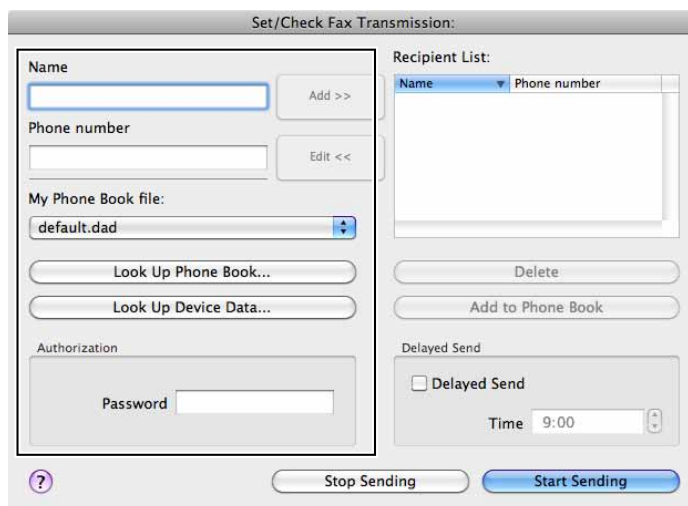 Set/Check Fax Transmission:
Name
Add >>
Phone number
Edit <<
My Phone Book file:
default.dad
Look Up Phone Book...
Look Up Device Data...
Authorization
Password
Recipient List:
Name Phone number
Delete
Add to Phone Book
Delayed Send
Delayed Send
Time 9:00
?
Stop Sending
Start Sending